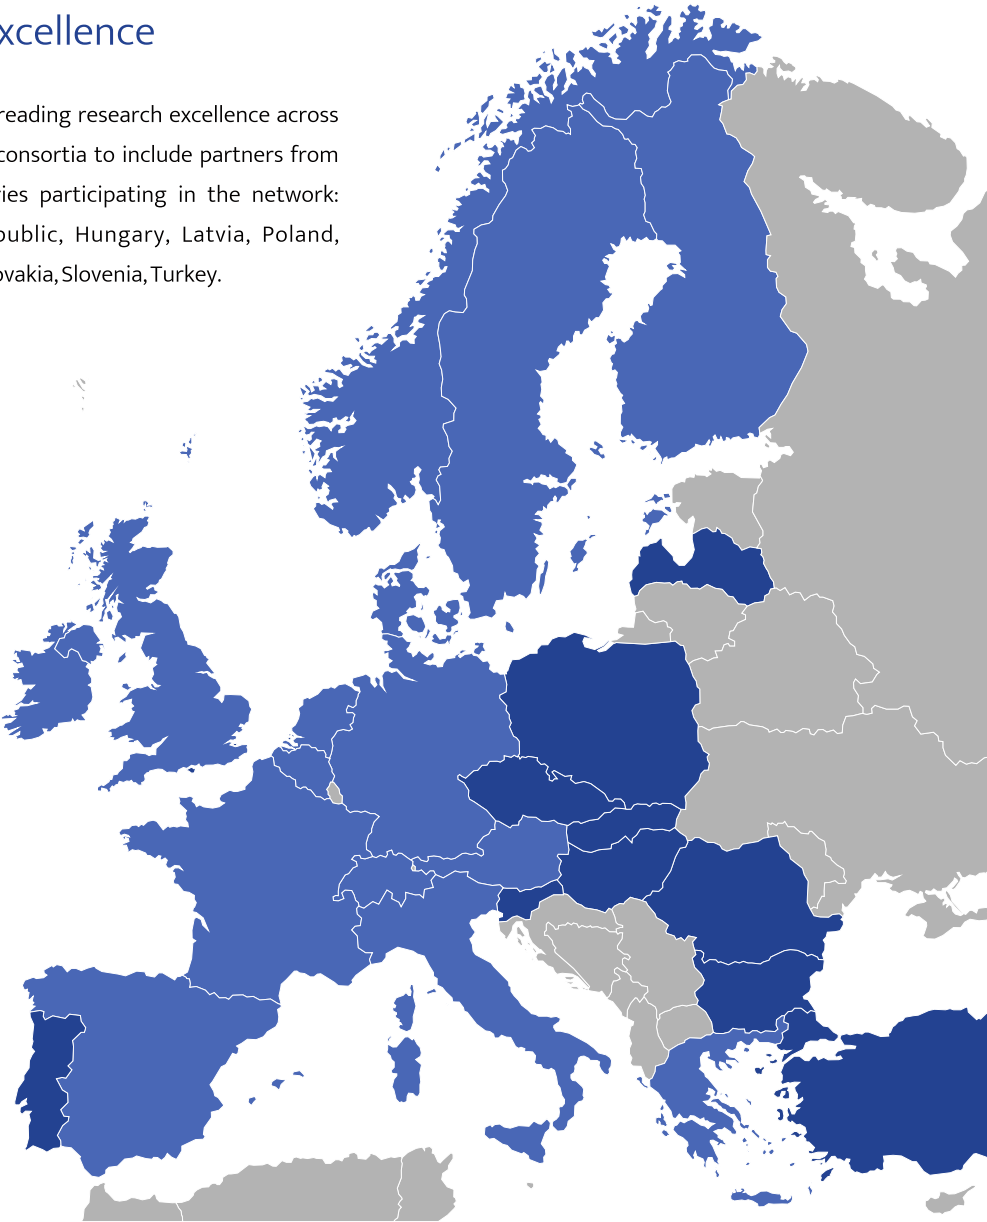 xcellence
reading research excellence across
consortia to include partners from
ries participating in the network:
public, Hungary, Latvia, Poland,
ovakia, Slovenia, Turkey.